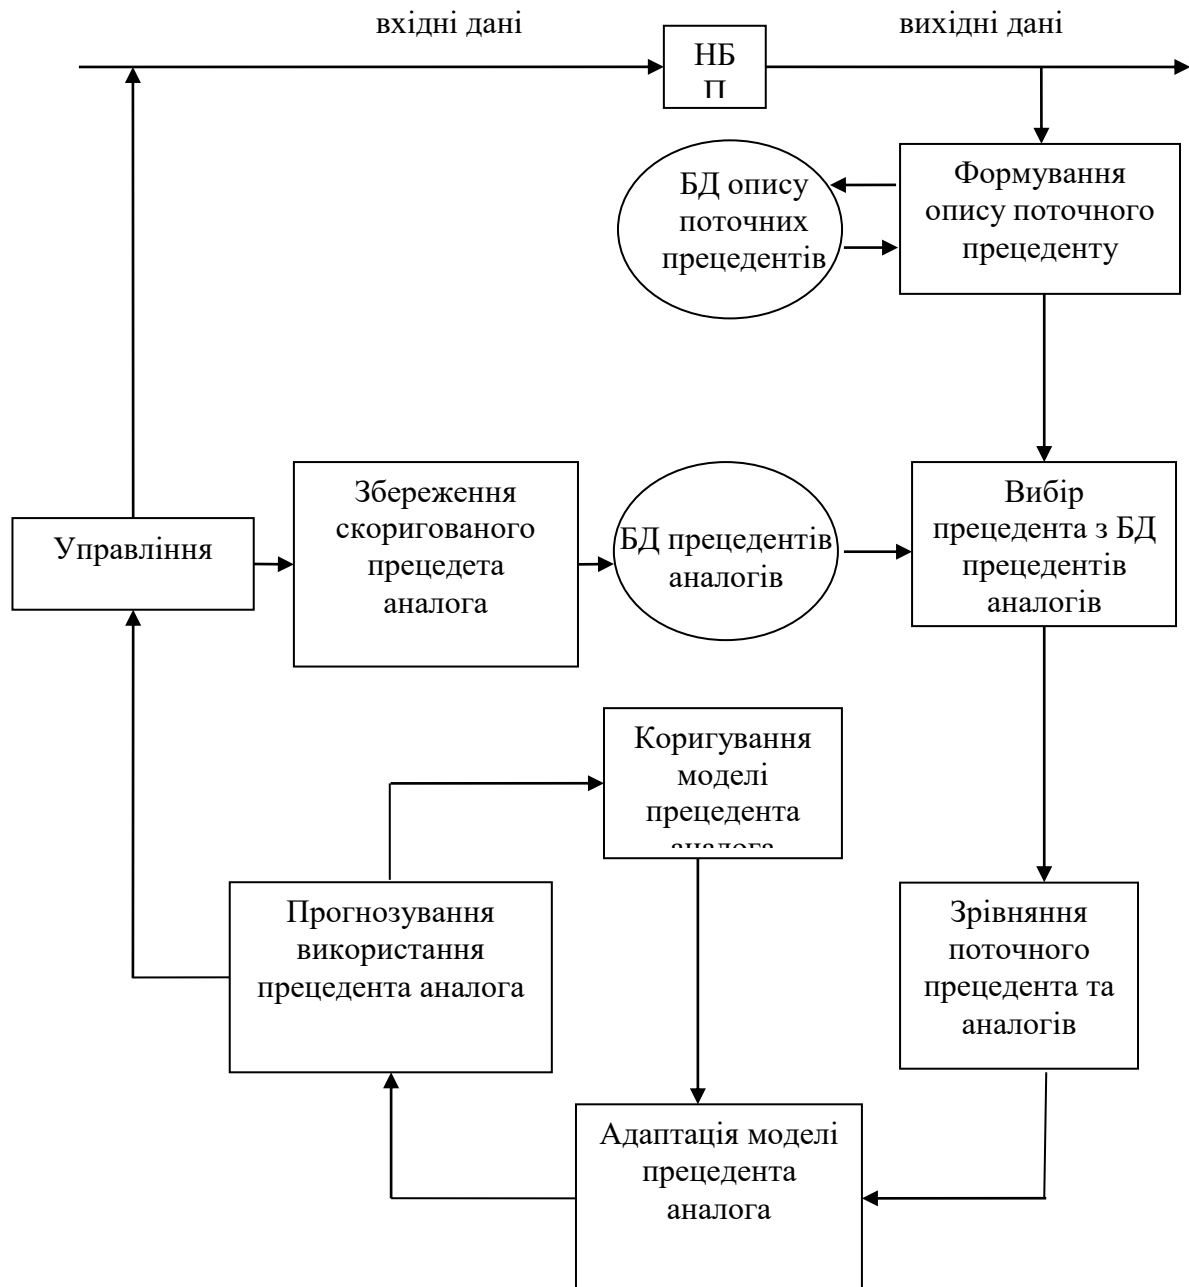 вхідні дані
вихідні дані
НБ
П
БД опису
поточних
прецедентів
Формування
опису поточного
прецеденту
Управління
Збереження
скоригованого
прецедета
аналога
БД прецедентів
аналогів
Вибір
прецедента з БД
прецедентів
аналогів
Коригування
моделі
прецедента
аналога
Прогнозування
використання
прецедента аналога
Зрівняння
поточного
прецедента та
аналогів
Адаптація моделі
прецедента
аналога